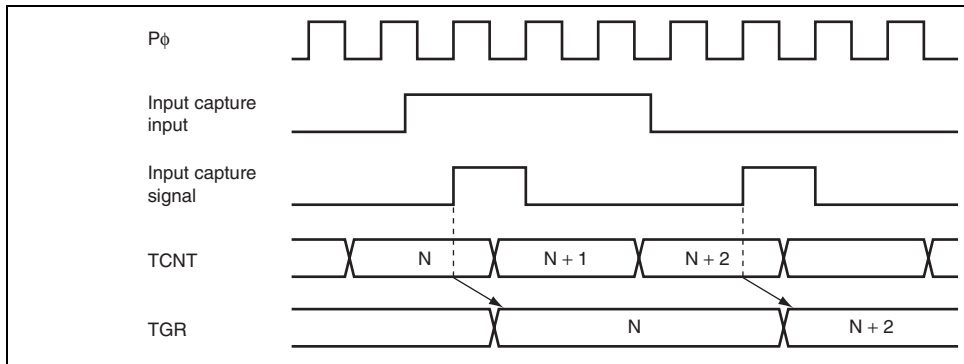 Pϕ
Input capture
input
Input capture
signal
TCNT
N
N + 1
N + 2
TGR
N
N + 2